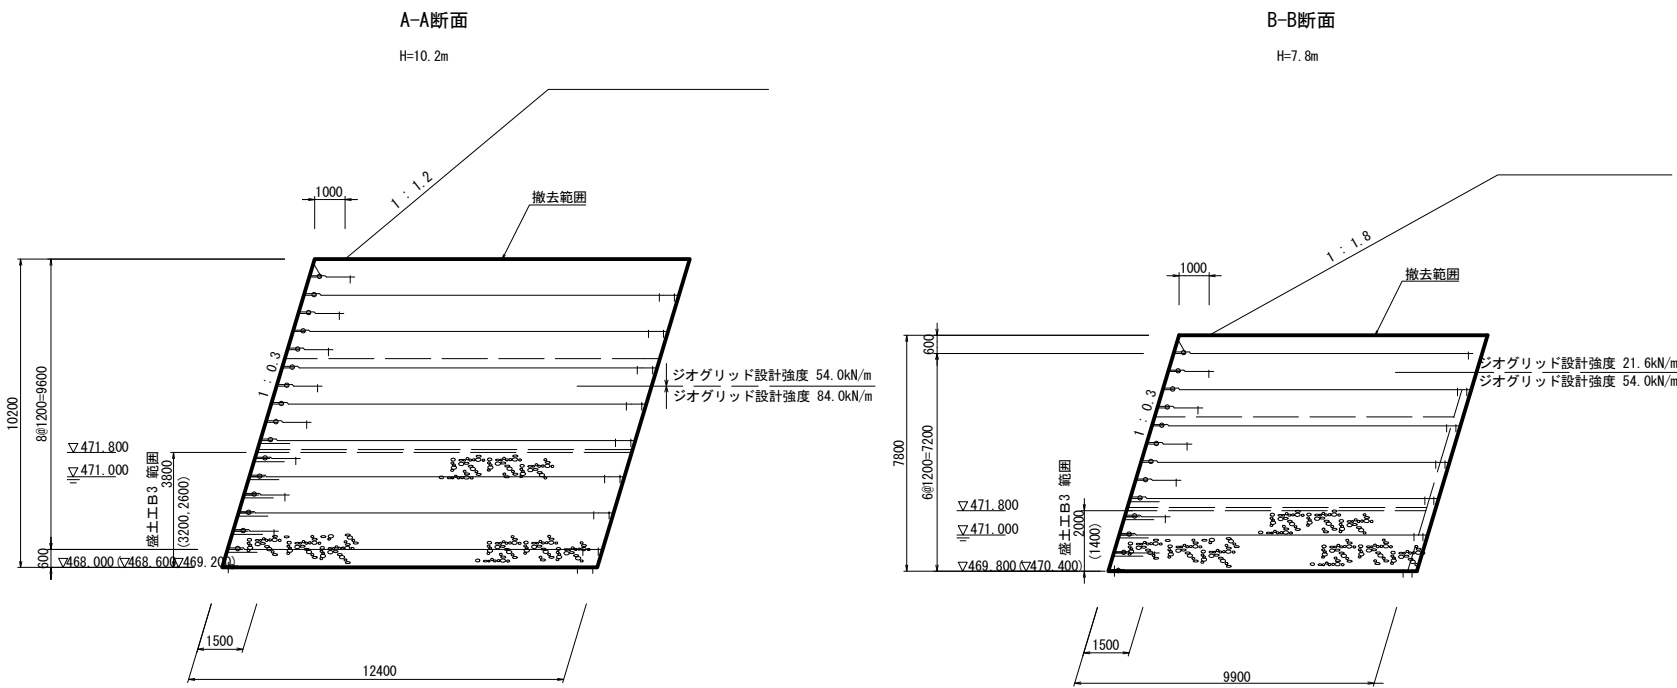 A-A断面
H=10.2m
1 : 1.2
1000
撤去範囲
1 : 0.3
10200
8@1200=9600
600
ジオグリッド設計強度 54.0kN/m
ジオグリッド設計強度 84.0kN/m
▽471.800
▽471.000
盛土工B3 範囲
3800
(3200,2600)
▽468.000(▽468.600,▽469.200)
1500
12400
B-B断面
H=7.8m
1 : 1.8
1000
撤去範囲
1 : 0.3
7800
600
6@1200=7200
ジオグリッド設計強度 21.6kN/m
ジオグリッド設計強度 54.0kN/m
▽471.800
▽471.000
盛土工B3 範囲
2000
(1400)
▽469.800(▽470.400)
1500
9900